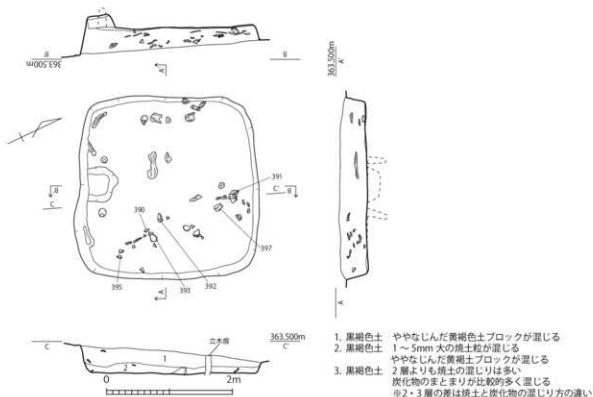 B
B'
363.500m
A'
363.500m
A'
391
B
B'
C
C'
390
397
392
393
395
A
A
立木痕
363.500m
C
C'
1
2
3
0
2m
1. 黒褐色土 ややなじんだ黄褐色土ブロックが混じる
2. 黒褐色土 1～5mm 大の焼土粒が混じる
ややなじんだ黄褐土ブロックが混じる
3. 黒褐色土 2 層よりも焼土の混じりは多い
炭化物のまとまりが比較的多く混じる
※2・3 層の差は焼土と炭化物の混じり方の違い